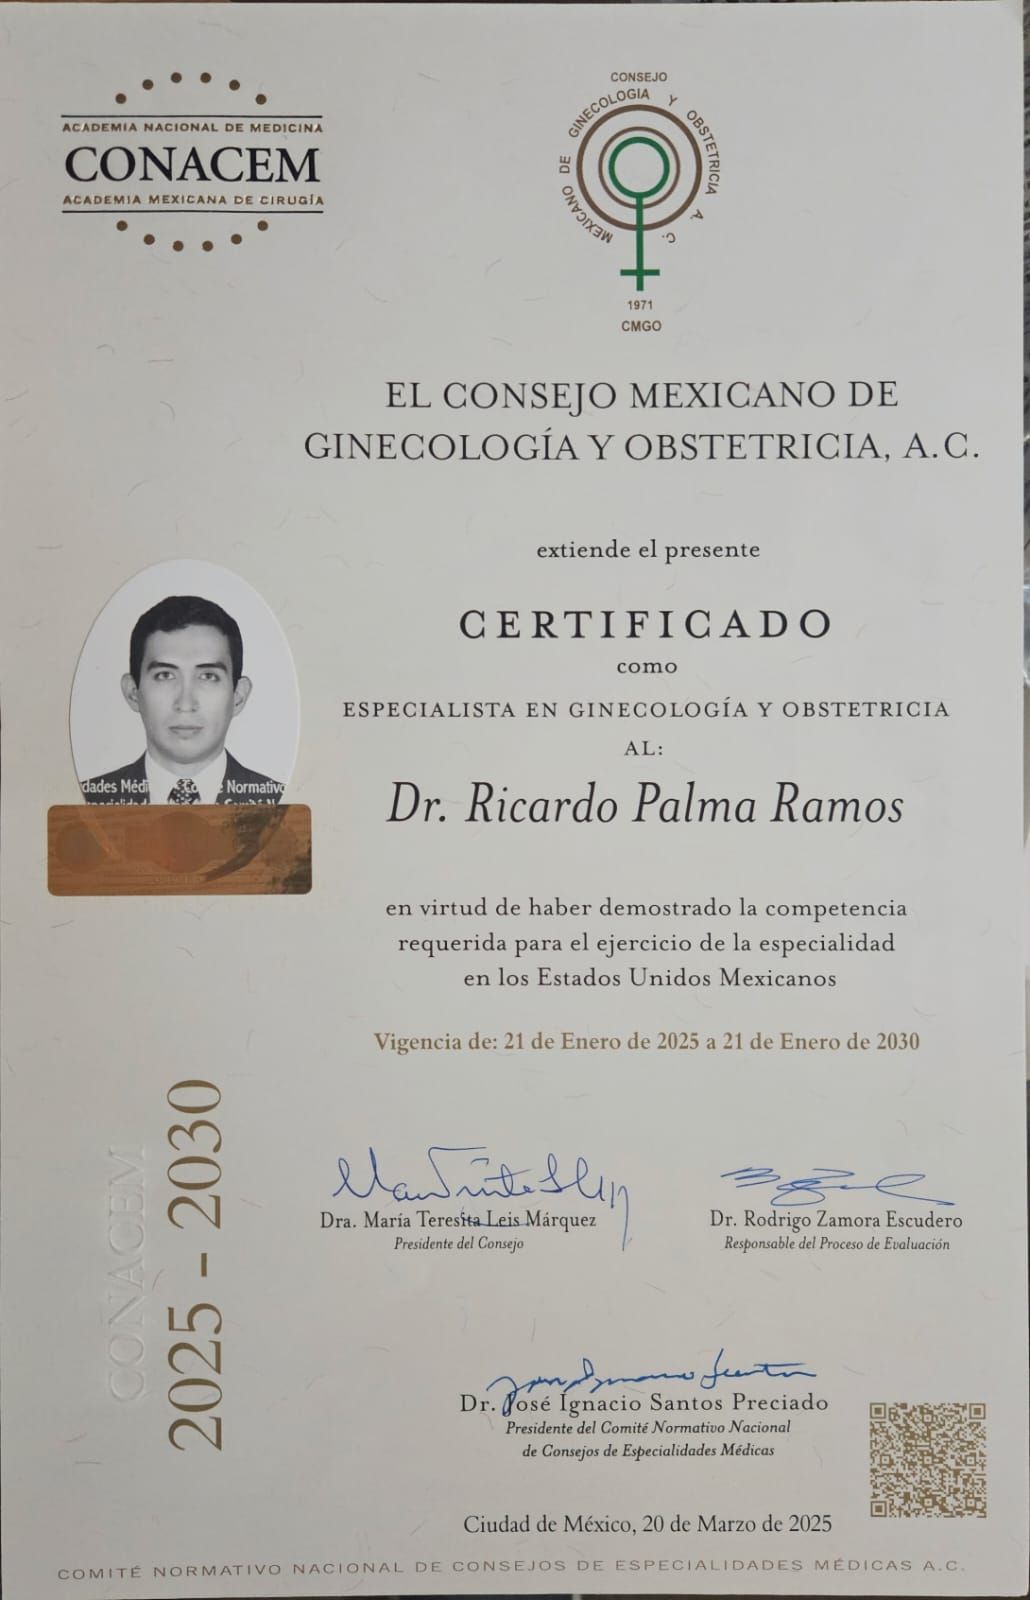 ACADEMIA NACIONAL DE MEDICINA
CONACEM
ACADEMIA MEXICANA DE CIRUGÍA
CONSEJO
MEXICANO DE GINECOLOGIA Y OBSTETRICIA A. C.
1971
CMGO
EL CONSEJO MEXICANO DE
GINECOLOGÍA Y OBSTETRICIA, A.C.
extiende el presente
CERTIFICADO
como
ESPECIALISTA EN GINECOLOGÍA Y OBSTETRICIA
AL:
Dr. Ricardo Palma Ramos
dades Médi Co Normativo
en virtud de haber demostrado la competencia
requerida para el ejercicio de la especialidad
en los Estados Unidos Mexicanos
Vigencia de: 21 de Enero de 2025 a 21 de Enero de 2030
CONACEM
2025 - 2030
Dra. María Teresita Leis Márquez
Presidente del Consejo
Dr. Rodrigo Zamora Escudero
Responsable del Proceso de Evaluación
Dr. José Ignacio Santos Preciado
Presidente del Comité Normativo Nacional
de Consejos de Especialidades Médicas
Ciudad de México, 20 de Marzo de 2025
COMITÉ NORMATIVO NACIONAL DE CONSEJOS DE ESPECIALIDADES MÉDICAS A.C.